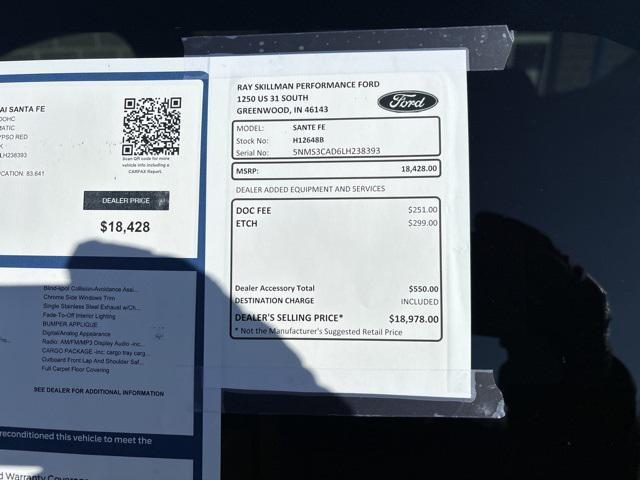 AI SANTA FE
OOHC
MATIC
YPSO RED
LH238393
ICATION: 83.641
Scan QR code for more
vehicle info including a
CARFAX Report.
DEALER PRICE
$18,428
Blind-spot Collision-Avoidance Assi...
Chrome Side Windows Trim
Single Stainless Steel Exhaust w/Ch...
Fade-To-Off Interior Lighting
BUMPER APPLIQUE
Digital/Analog Appearance
Radio: AM/FM/MP3 Display Audio -inc...
CARGO PACKAGE -inc: cargo tray carg...
Outboard Front Lap And Shoulder Saf...
Full Carpet Floor Covering
SEE DEALER FOR ADDITIONAL INFORMATION
reconditioned this vehicle to meet the
d Warranty Coverage
RAY SKILLMAN PERFORMANCE FORD
1250 US 31 SOUTH
GREENWOOD, IN 46143
Ford
MODEL: SANTE FE
Stock No: H12648B
Serial No: 5NMS3CAD6LH238393
MSRP: 18,428.00
DEALER ADDED EQUIPMENT AND SERVICES
DOC FEE $251.00
ETCH $299.00
Dealer Accessory Total $550.00
DESTINATION CHARGE INCLUDED
DEALER'S SELLING PRICE* $18,978.00
* Not the Manufacturer's Suggested Retail Price